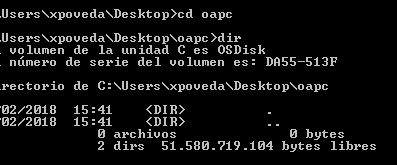 \Users\xpoveda\Desktop>cd oapc
\Users\xpoveda\Desktop\oapc>dir
volumen de la unidad C es OSDisk
número de serie del volumen es: DA55-513F
rectorio de C:\Users\xpoveda\Desktop\oapc
/02/2018 15:41 <DIR> .
/02/2018 15:41 <DIR> ..
0 archivos 0 bytes
2 dirs 51.580.719.104 bytes libres